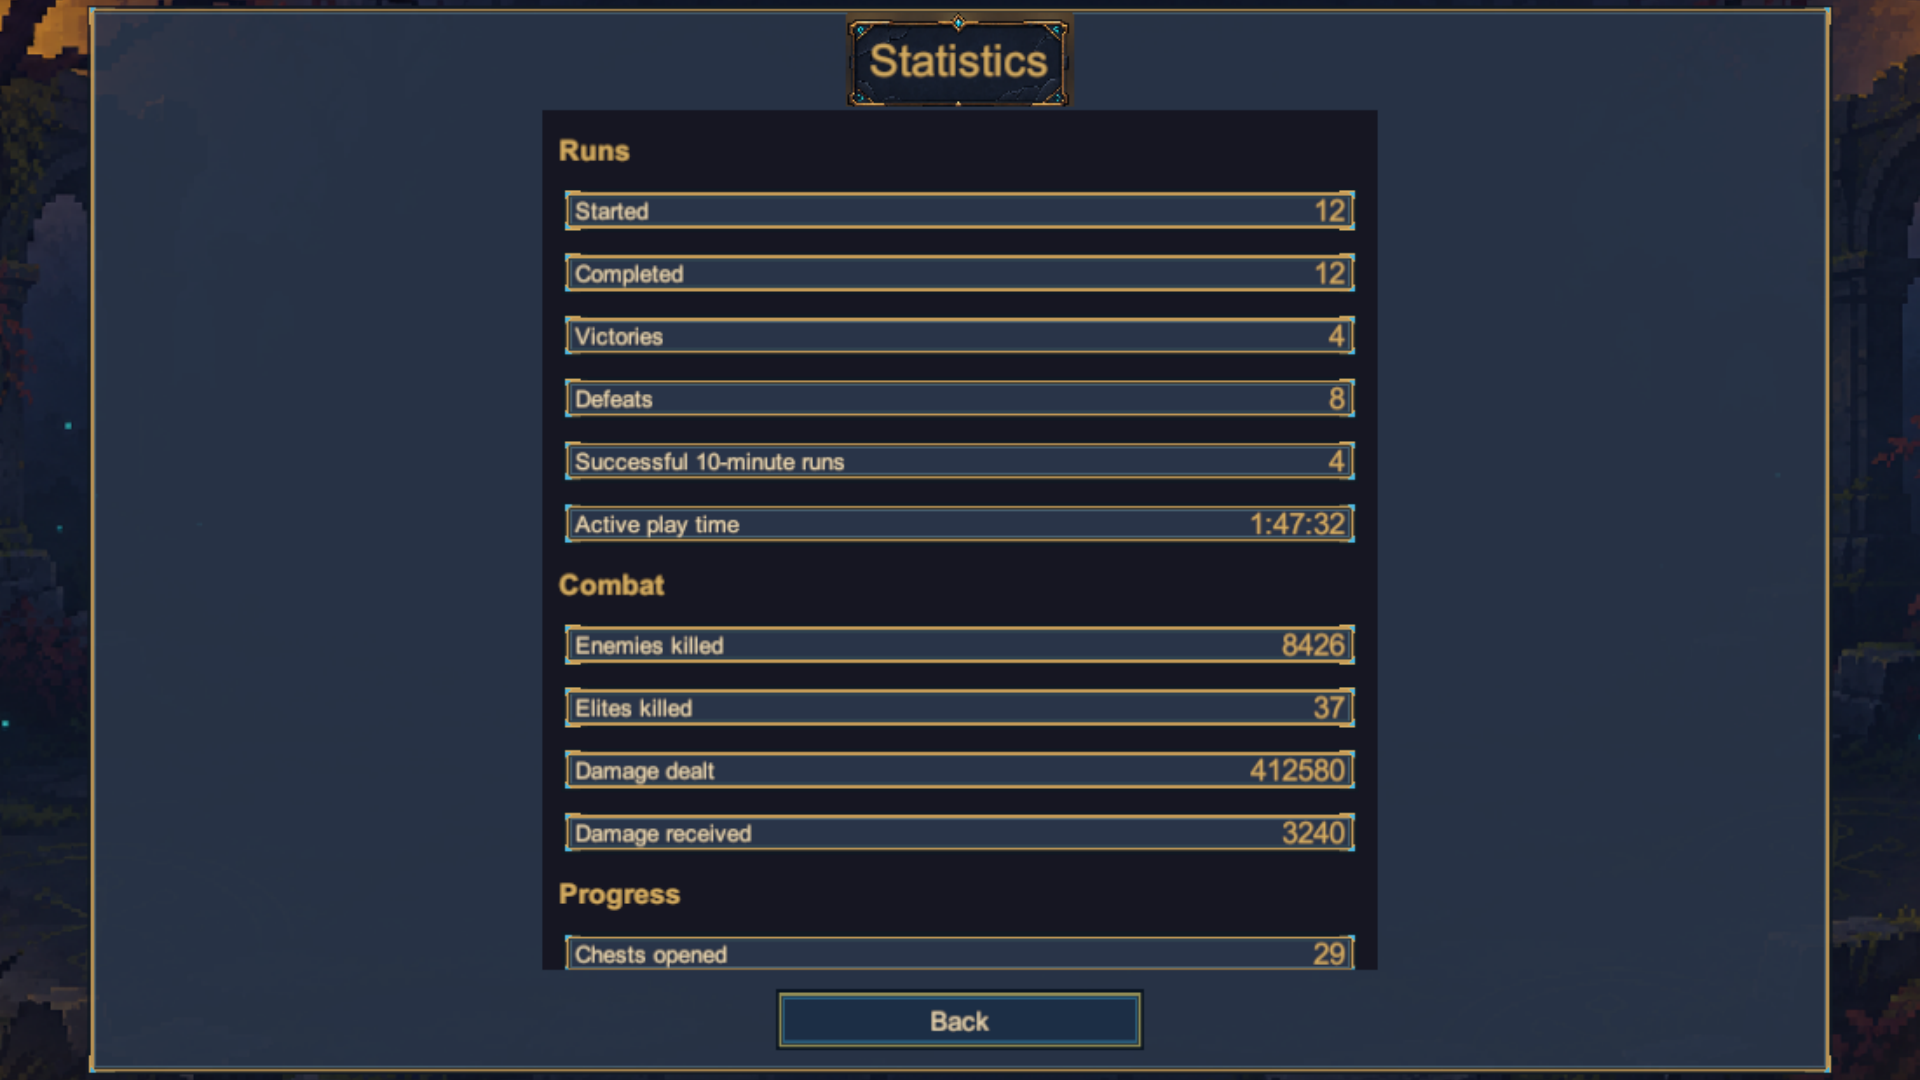 Statistics
Runs
Started 12
Completed 12
Victories 4
Defeats 8
Successful 10-minute runs 4
Active play time 1:47:32
Combat
Enemies killed 8426
Elites killed 37
Damage dealt 412580
Damage received 3240
Progress
Chests opened 29
Back